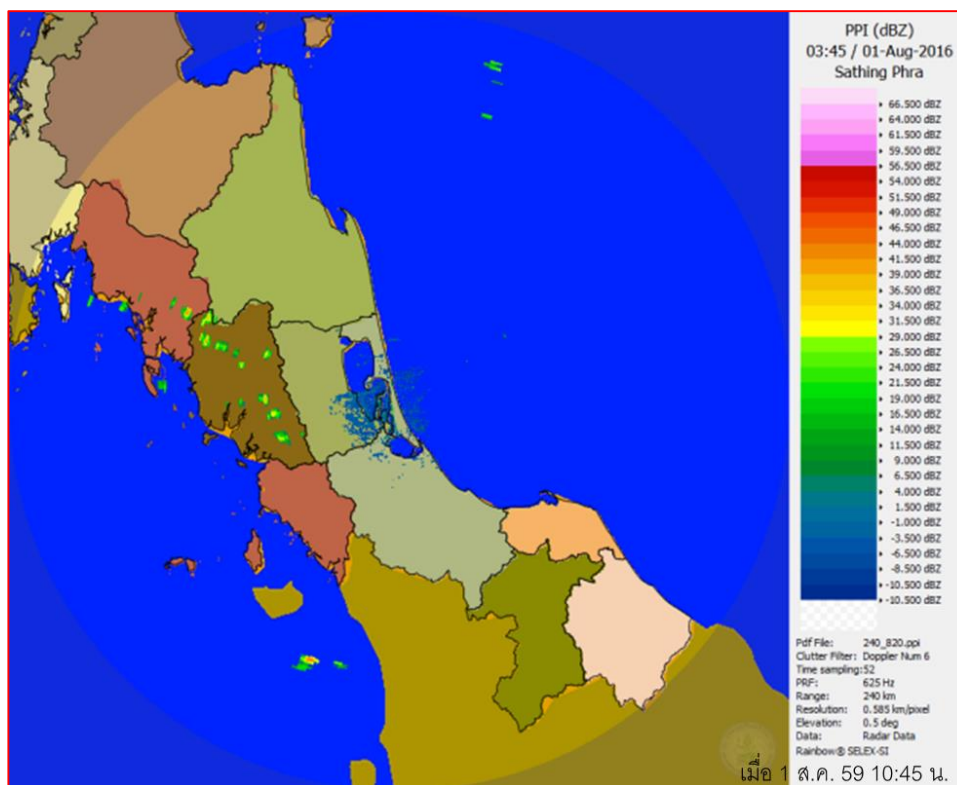 PPI (dBZ)
03:45 / 01-Aug-2016
Sathing Phra
66.500 dBZ
64.000 dBZ
61.500 dBZ
59.500 dBZ
56.500 dBZ
54.000 dBZ
51.500 dBZ
49.000 dBZ
46.500 dBZ
44.000 dBZ
41.500 dBZ
39.000 dBZ
36.500 dBZ
34.000 dBZ
31.500 dBZ
29.000 dBZ
26.500 dBZ
24.000 dBZ
21.500 dBZ
19.000 dBZ
16.500 dBZ
14.000 dBZ
11.500 dBZ
9.000 dBZ
6.500 dBZ
4.000 dBZ
1.500 dBZ
-1.000 dBZ
-3.500 dBZ
-6.500 dBZ
-8.500 dBZ
-10.500 dBZ
-10.500 dBZ
Pdf File: 240_820.ppi
Clutter Filter: Doppler Num 6
Time sampling:52
PRF: 625 Hz
Range: 240 km
Resolution: 0.585 km/pixel
Elevation: 0.5 deg
Data: Radar Data
Rainbow® SELEX-SI
เมื่อ 1 ส.ค. 59 10:45 น.